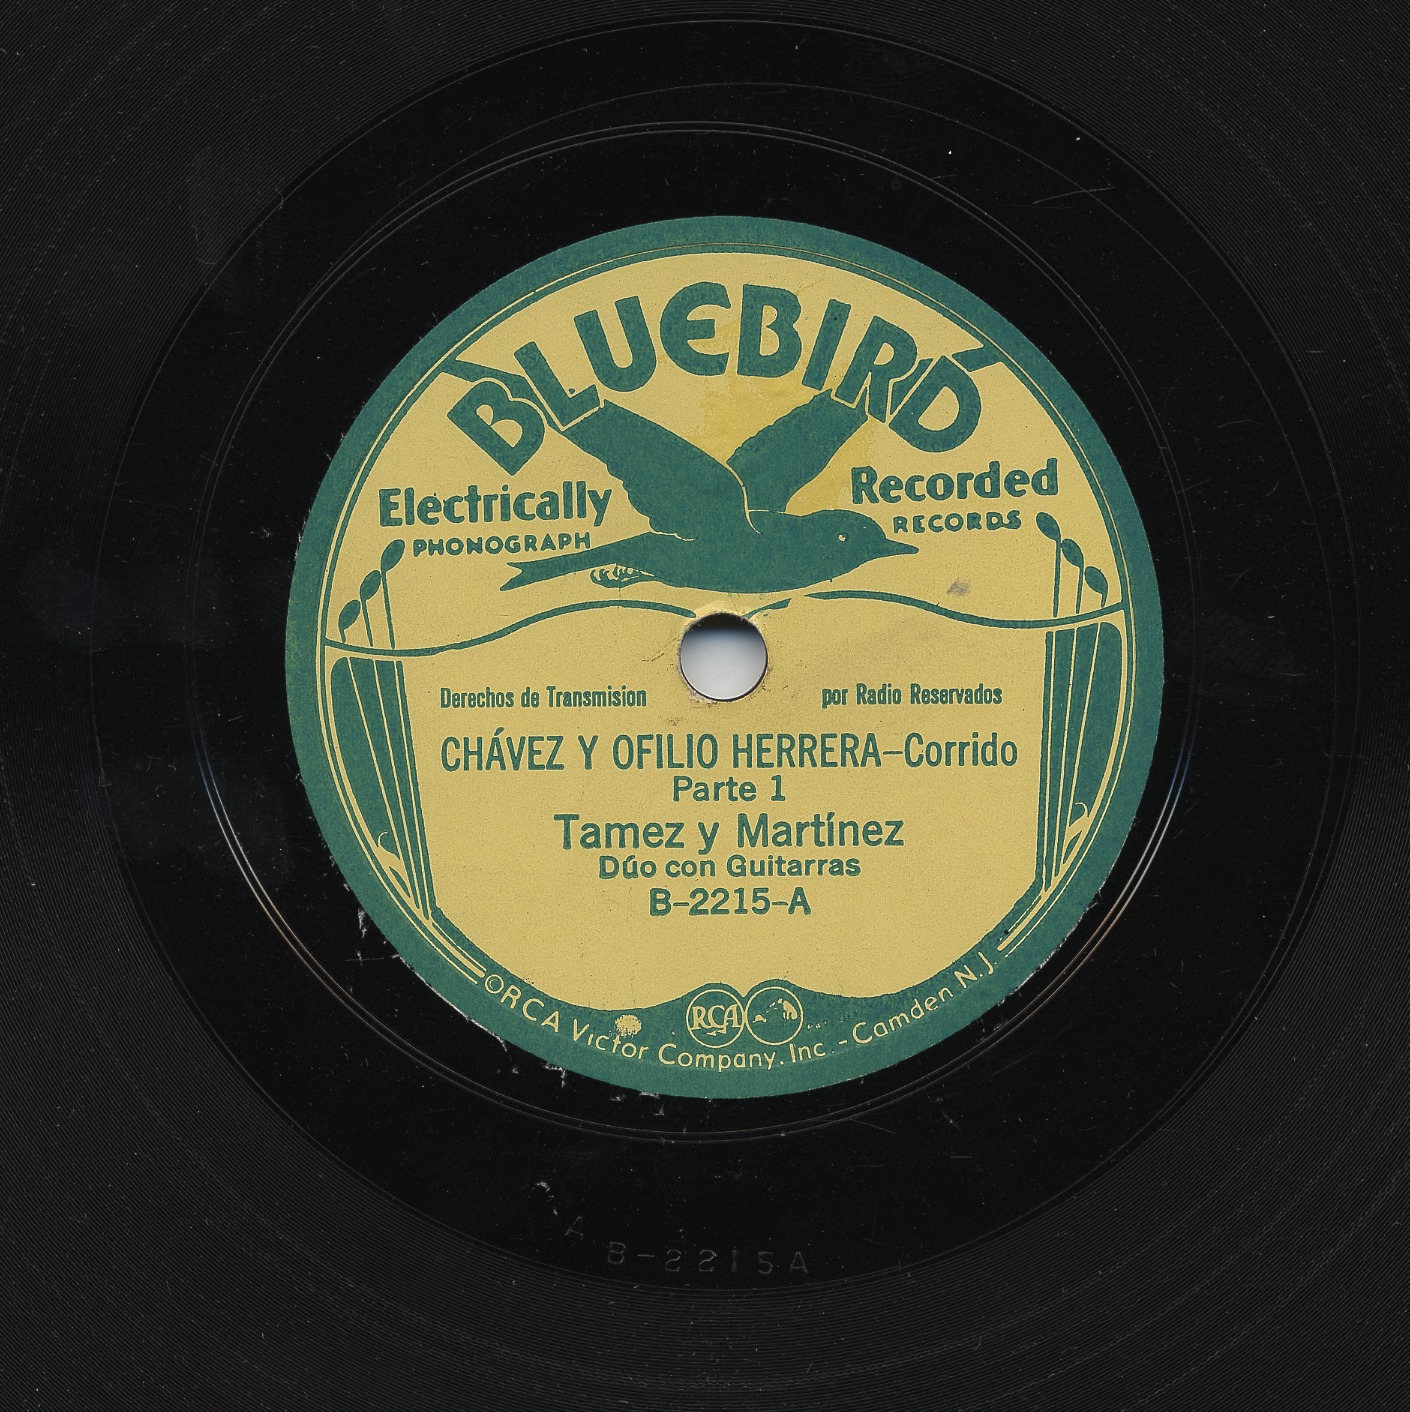 BLUEBIRD
Electrically Recorded
PHONOGRAPH RECORDS
Derechos de Transmision por Radio Reservados
CHÁVEZ Y OFILIO HERRERA–Corrido
Parte 1
Tamez y Martínez
Dúo con Guitarras
B–2215–A
RCA
©RCA Victor Company. Inc. - Camden N.J.
A
B-2215A